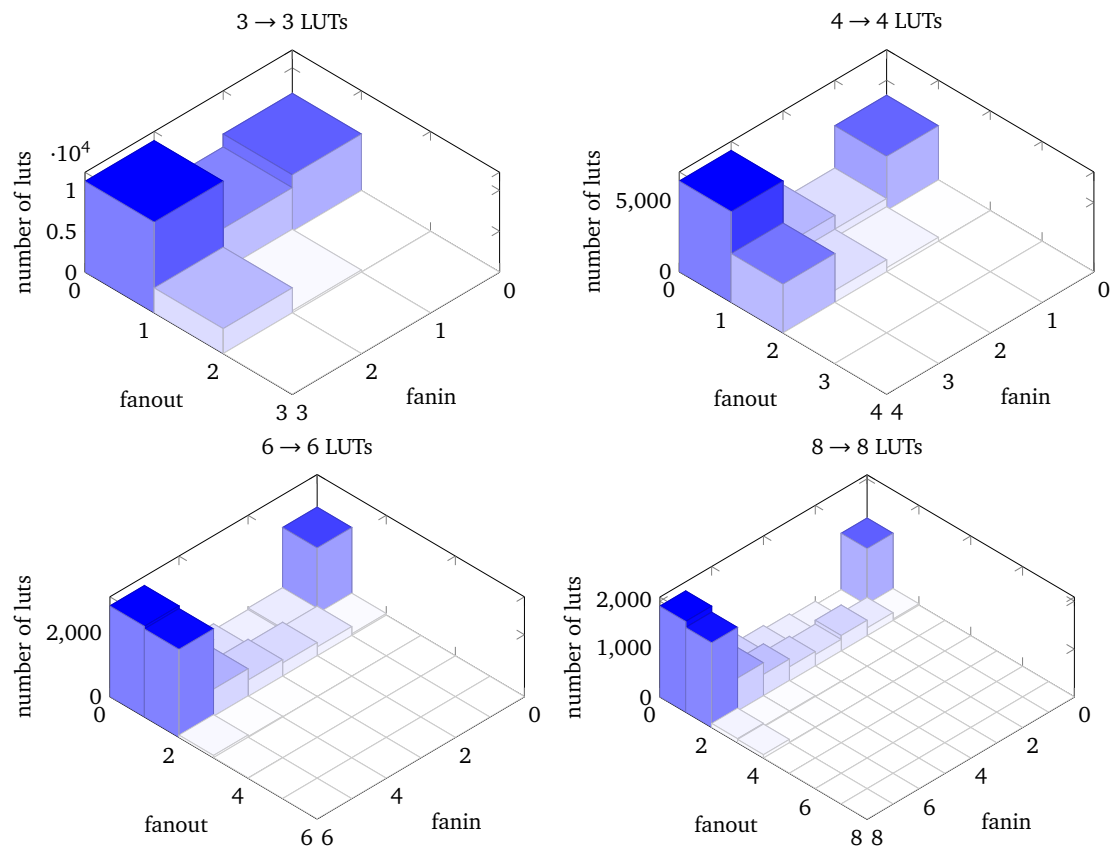 3 → 3 LUTs
·10⁴
1
0.5
0
number of luts
0
1
2
3
fanout
3
2
1
0
fanin
4 → 4 LUTs
5,000
0
number of luts
0
1
2
3
4
fanout
4
3
2
1
0
fanin
6 → 6 LUTs
2,000
0
number of luts
0
2
4
6
fanout
6
4
2
0
fanin
8 → 8 LUTs
2,000
1,000
0
number of luts
0
2
4
6
8
fanout
8
6
4
2
0
fanin